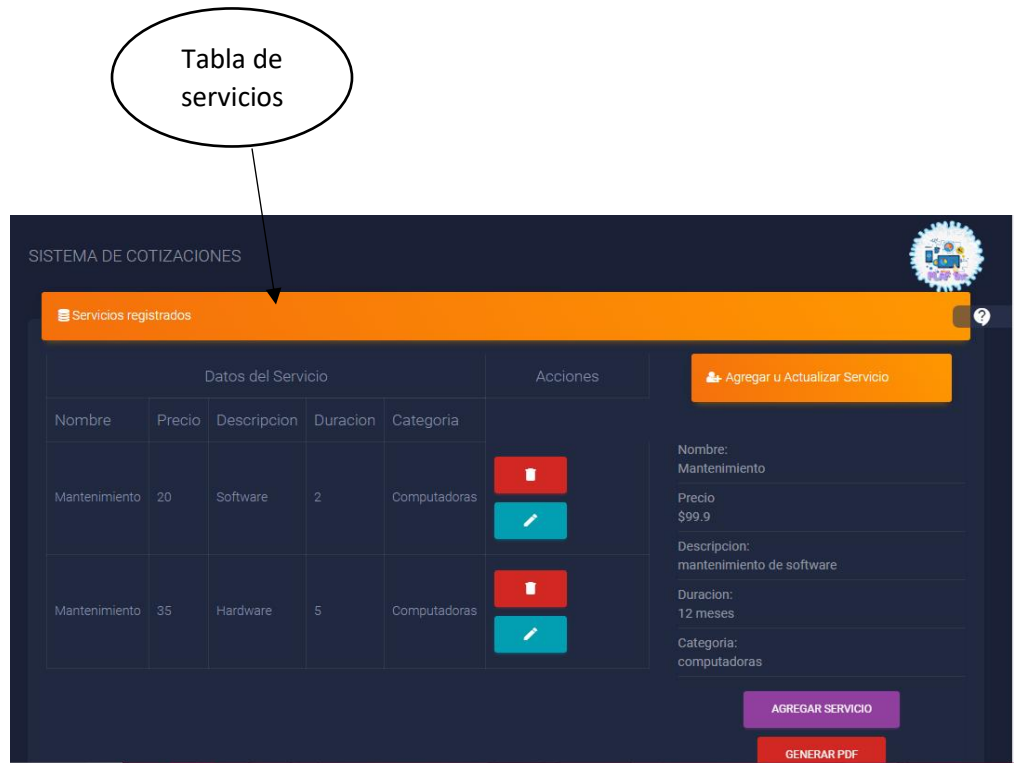 Tabla de
servicios
SISTEMA DE COTIZACIONES
Servicios registrados
Datos del Servicio Acciones
Nombre Precio Descripcion Duracion Categoria
Mantenimiento 20 Software 2 Computadoras
Mantenimiento 35 Hardware 5 Computadoras
Agregar u Actualizar Servicio
Nombre:
Mantenimiento
Precio
$99.9
Descripcion:
mantenimiento de software
Duracion:
12 meses
Categoria:
computadoras
AGREGAR SERVICIO
GENERAR PDF